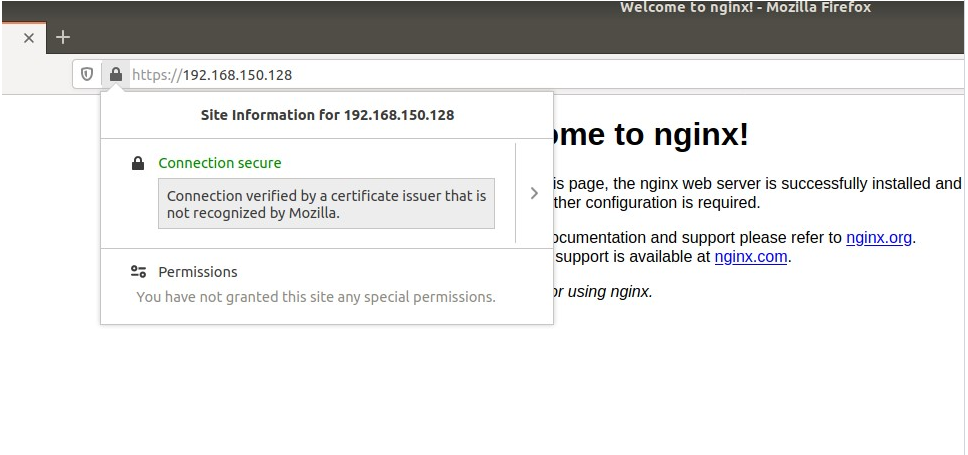 Welcome to nginx! - Mozilla Firefox
https://192.168.150.128
Site Information for 192.168.150.128
Connection secure
Connection verified by a certificate issuer that is
not recognized by Mozilla.
Permissions
You have not granted this site any special permissions.
ome to nginx!
is page, the nginx web server is successfully installed and
ther configuration is required.
ocumentation and support please refer to nginx.org.
support is available at nginx.com.
or using nginx.